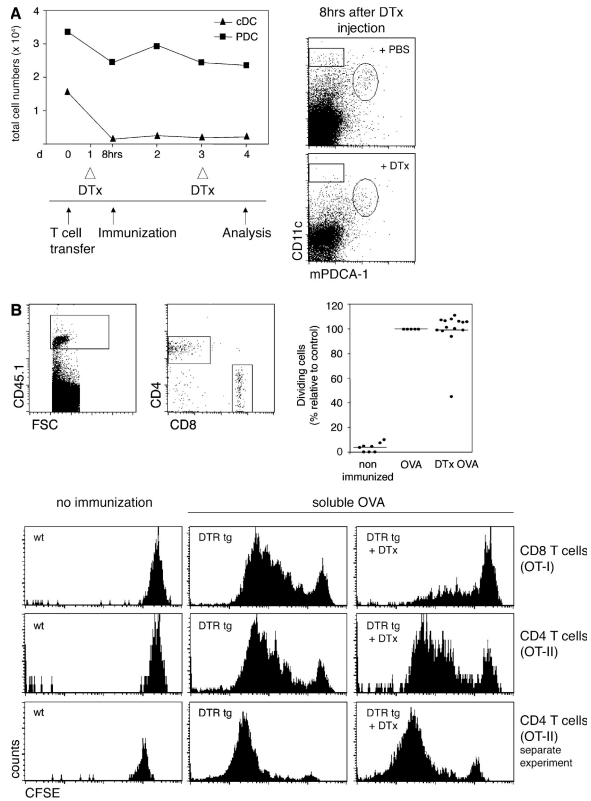 A
cDC
PDC
total cell numbers (x 10⁶)
4
3
2
1
d
0
1
8hrs
2
3
4
DTx
DTx
T cell transfer
Immunization
Analysis
8hrs after DTx
injection
+ PBS
+ DTx
CD11c
mPDCA-1
B
CD45.1
FSC
CD4
CD8
Dividing cells
(% relative to control)
120
100
80
60
40
20
0
non immunized
OVA
DTx OVA
no immunization
soluble OVA
wt
DTR tg
DTR tg
+ DTx
CD8 T cells
(OT-I)
wt
DTR tg
DTR tg
+ DTx
CD4 T cells
(OT-II)
wt
DTR tg
DTR tg
+ DTx
CD4 T cells
(OT-II)
separate
experiment
counts
CFSE